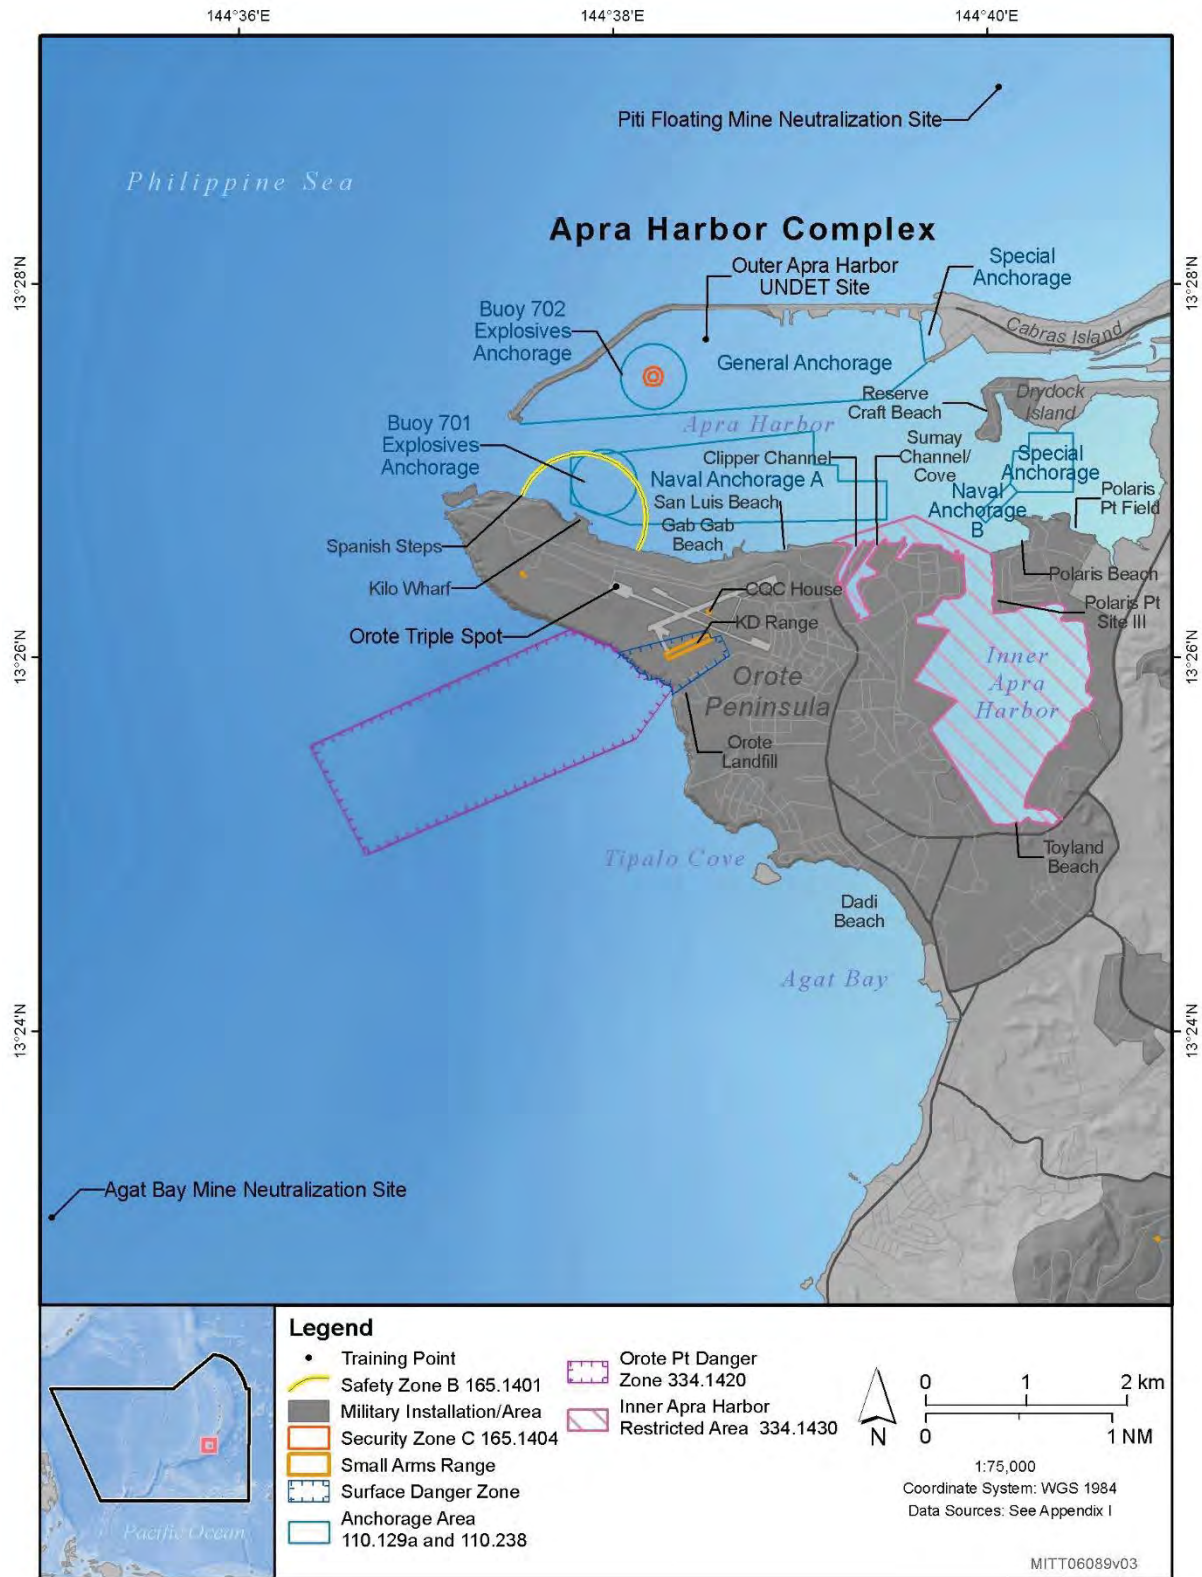 144°36'E
144°38'E
144°40'E
Piti Floating Mine Neutralization Site
Philippine Sea
Apra Harbor Complex
13°28'N
13°28'N
Outer Apra Harbor
UNDET Site
Special
Anchorage
Buoy 702
Explosives
Anchorage
Cabras Island
General Anchorage
Reserve
Craft Beach
Drydock
Island
Apra Harbor
Buoy 701
Explosives
Anchorage
Clipper Channel
Sumay
Channel/
Cove
Special
Anchorage
Naval Anchorage A
San Luis Beach
Naval
Anchorage
B
Polaris
Pt Field
Gab Gab
Beach
Spanish Steps
Kilo Wharf
CQC House
Polaris Beach
KD Range
Polaris Pt
Site III
Orote Triple Spot
13°26'N
13°26'N
Orote
Peninsula
Inner
Apra
Harbor
Orote
Landfill
Tipalo Cove
Toyland
Beach
Dadi
Beach
Agat Bay
13°24'N
13°24'N
Agat Bay Mine Neutralization Site
Pacific Ocean
Legend
Training Point
Safety Zone B 165.1401
Military Installation/Area
Security Zone C 165.1404
Small Arms Range
Surface Danger Zone
Anchorage Area
110.129a and 110.238
Orote Pt Danger
Zone 334.1420
Inner Apra Harbor
Restricted Area 334.1430
N
0 1 2 km
0 1 NM
1:75,000
Coordinate System: WGS 1984
Data Sources: See Appendix I
MITT06089v03